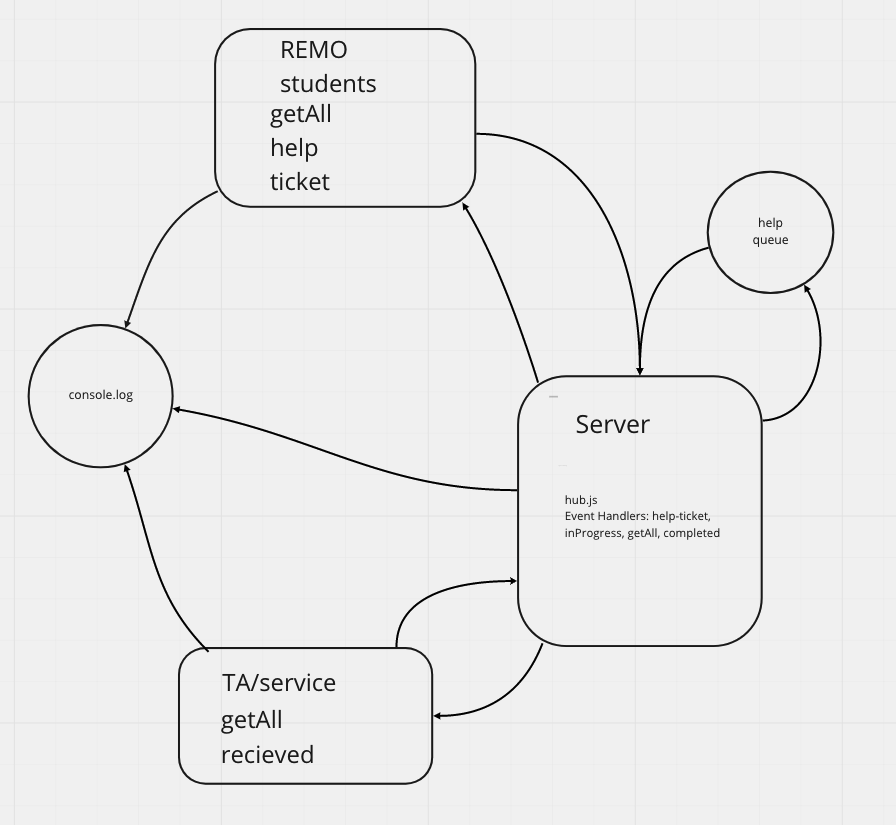 REMO
students
getAll
help
ticket
help
queue
console.log
Server
hub.js
Event Handlers: help-ticket,
inProgress, getAll, completed
TA/service
getAll
recieved